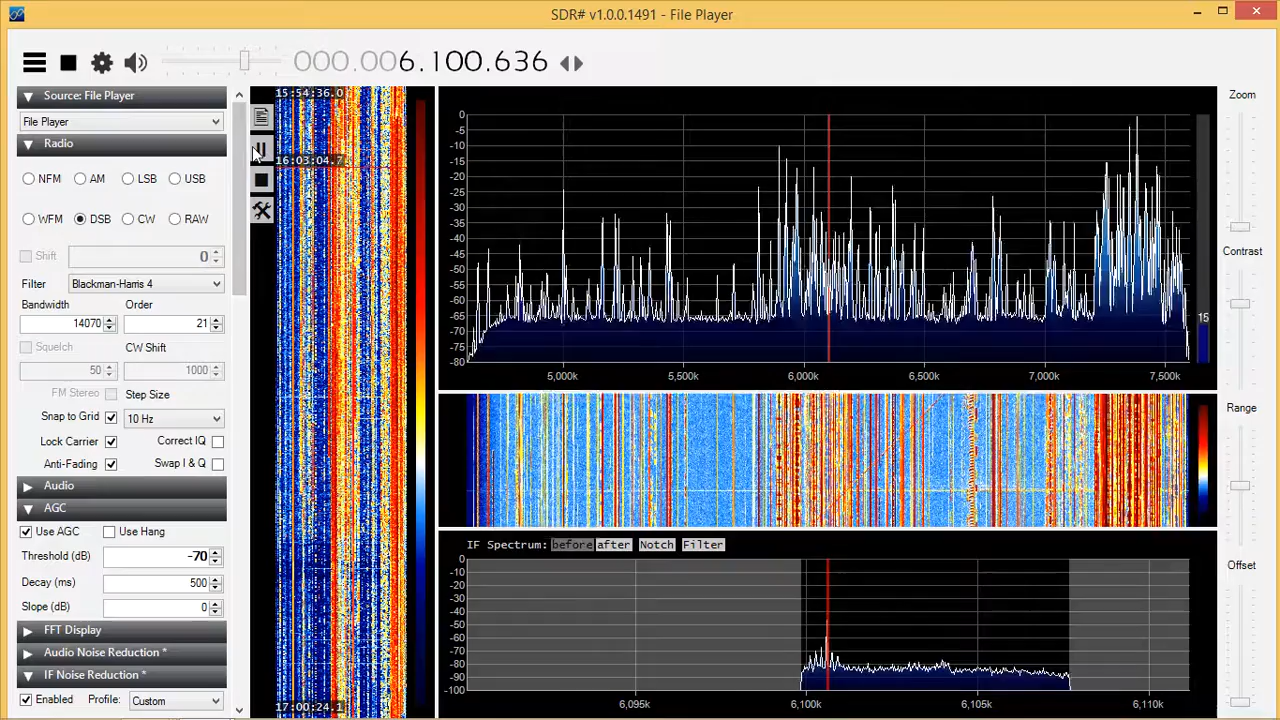 SDR# v1.0.0.1491 - File Player
000.006.100.636
Source: File Player
File Player
Radio
NFM AM LSB USB
WFM DSB CW RAW
Shift 0
Filter Blackman-Harris 4
Bandwidth Order
14070 21
Squelch CW Shift
50 1000
FM Stereo Step Size
Snap to Grid 10 Hz
Lock Carrier Correct IQ
Anti-Fading Swap I & Q
Audio
AGC
Use AGC Use Hang
Threshold (dB) -70
Decay (ms) 500
Slope (dB) 0
FFT Display
Audio Noise Reduction *
IF Noise Reduction *
Enabled Profile: Custom
15:54:36.0
16:03:04.7
17:00:24.1
0
-5
-10
-15
-20
-25
-30
-35
-40
-45
-50
-55
-60
-65
-70
-75
-80
5,000k 5,500k 6,000k 6,500k 7,000k 7,500k
15
IF Spectrum: before after Notch Filter
0
-10
-20
-30
-40
-50
-60
-70
-80
-90
-100
6,095k 6,100k 6,105k 6,110k
Zoom
Contrast
Range
Offset